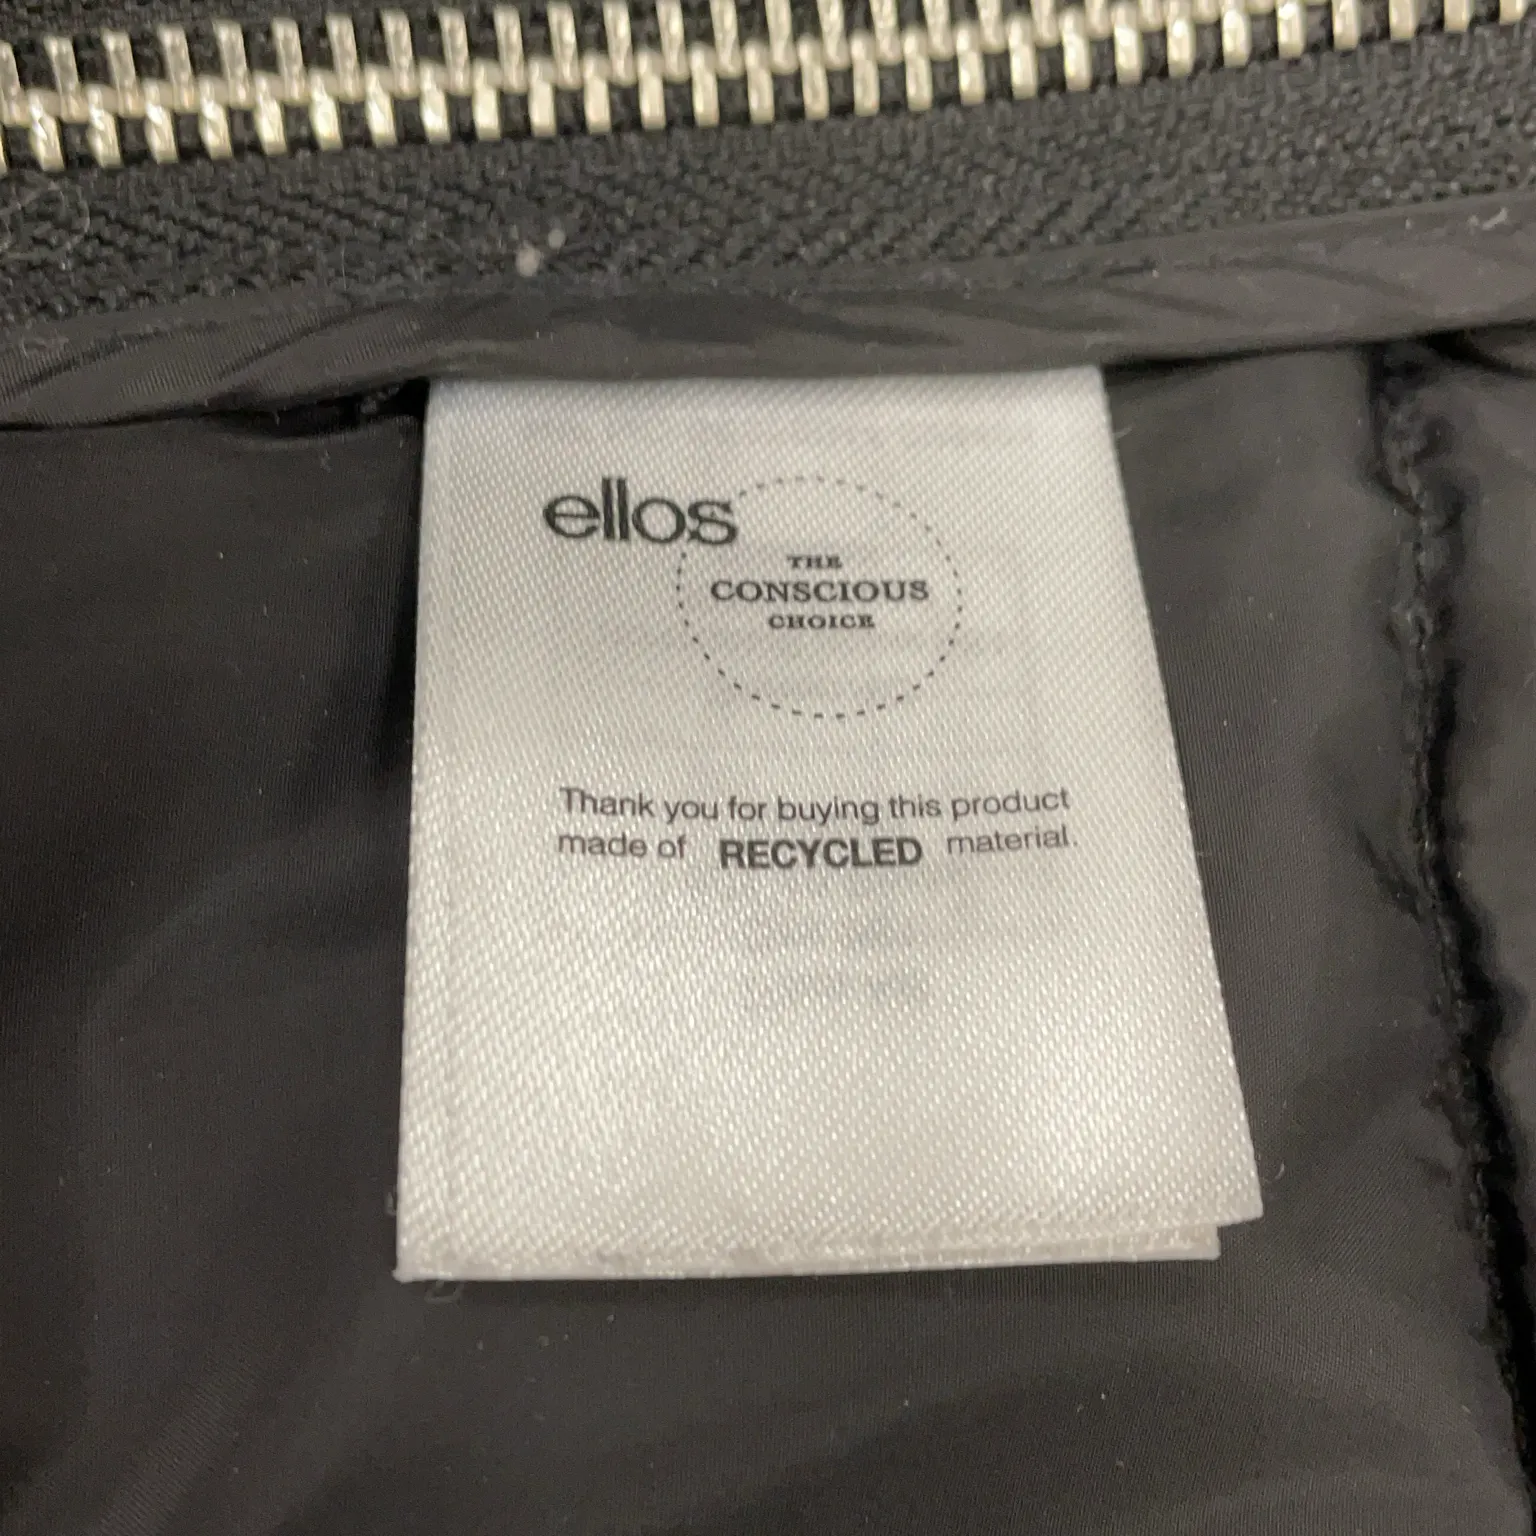 ellos
THE
CONSCIOUS
CHOICE
Thank you for buying this product
made of RECYCLED material.